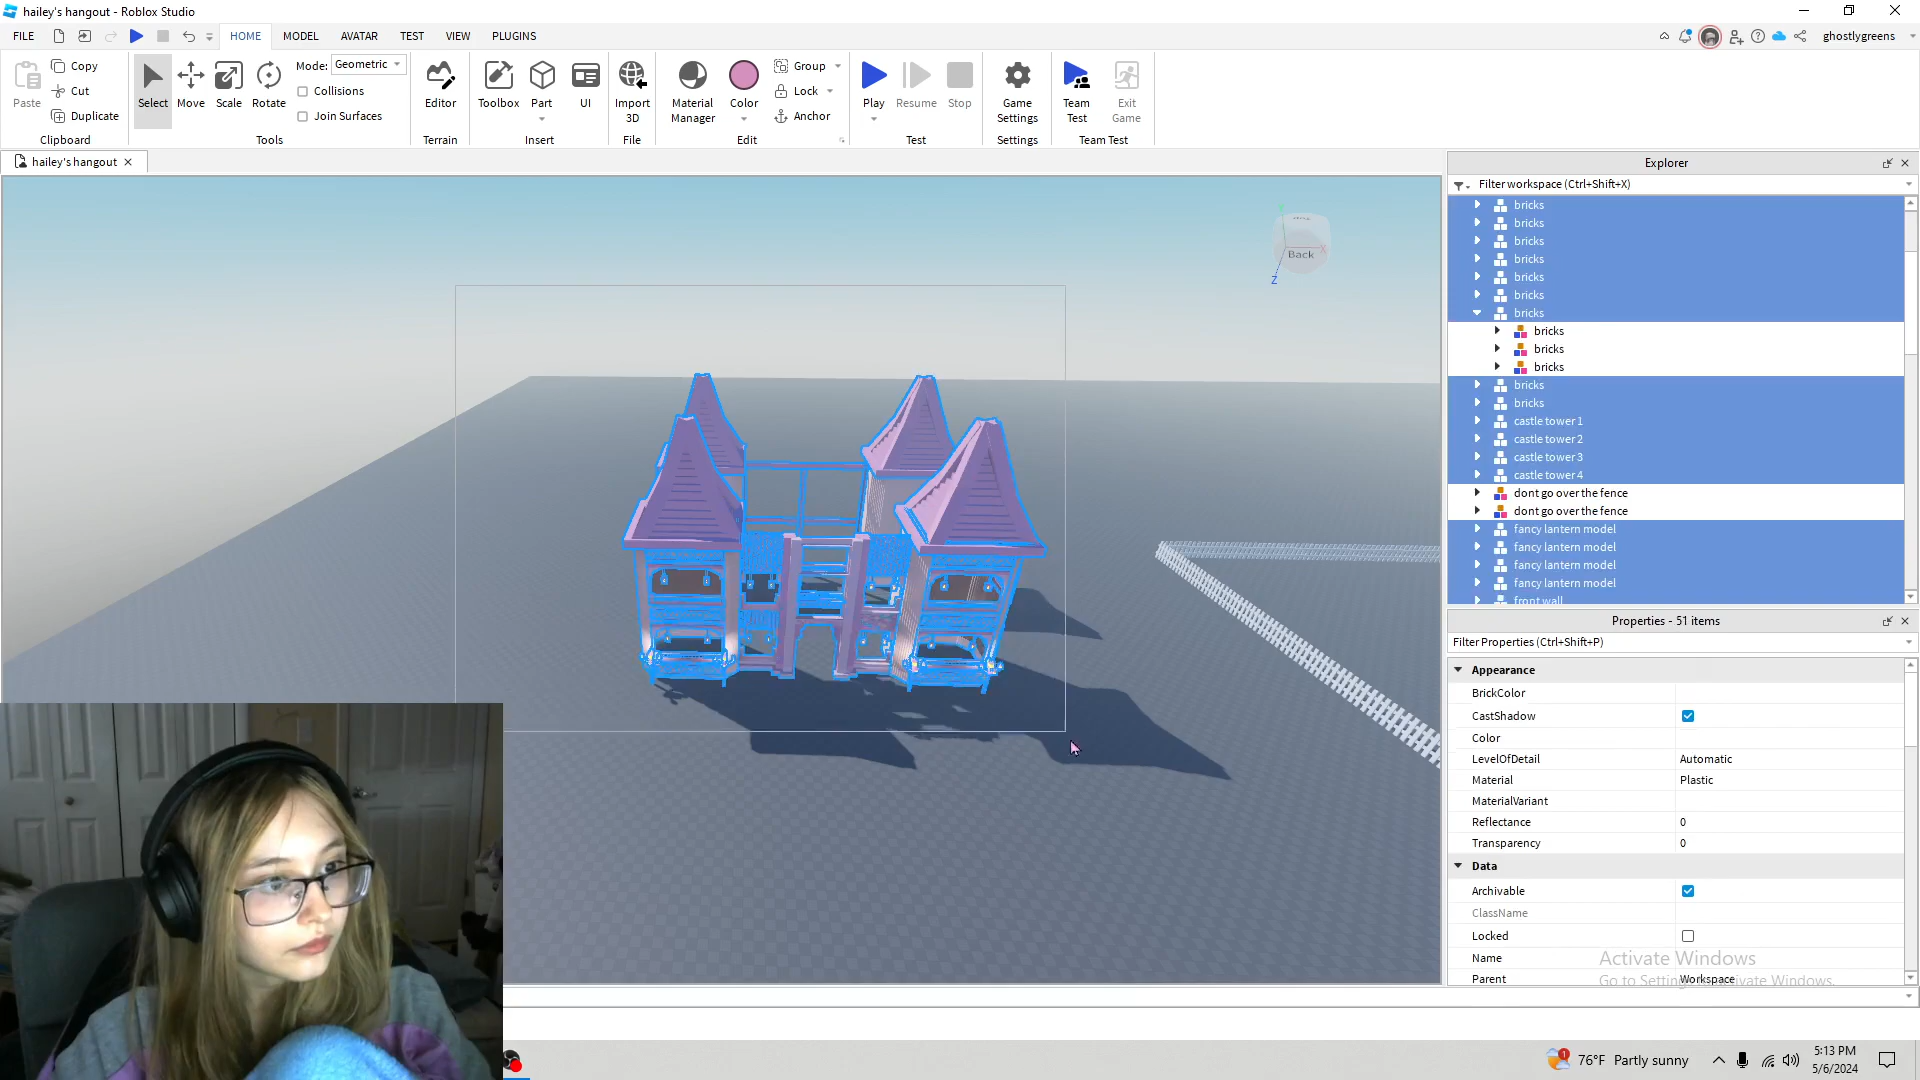 hailey's hangout - Roblox Studio
FILE HOME MODEL AVATAR TEST VIEW PLUGINS ghostlygreens
Paste Copy Cut Duplicate Clipboard
Select Move Scale Rotate Mode: Geometric Collisions Join Surfaces Tools
Editor Terrain
Toolbox Part UI Insert
Import 3D File
Material Manager Color Group Lock Anchor Edit
Play Resume Stop Test
Game Settings Settings
Team Test Exit Game Team Test
hailey's hangout
Back
X
Z
Explorer
Filter workspace (Ctrl+Shift+X)
bricks
bricks
bricks
bricks
bricks
bricks
bricks
bricks
bricks
bricks
bricks
bricks
castle tower 1
castle tower 2
castle tower 3
castle tower 4
dont go over the fence
dont go over the fence
fancy lantern model
fancy lantern model
fancy lantern model
fancy lantern model
front wall
Properties - 51 items
Filter Properties (Ctrl+Shift+P)
Appearance
BrickColor
CastShadow
Color
LevelOfDetail Automatic
Material Plastic
MaterialVariant
Reflectance 0
Transparency 0
Data
Archivable
ClassName
Locked
Name
Parent Workspace
Activate Windows
Go to Settings to activate Windows.
1 76°F Partly sunny
5:13 PM
5/6/2024